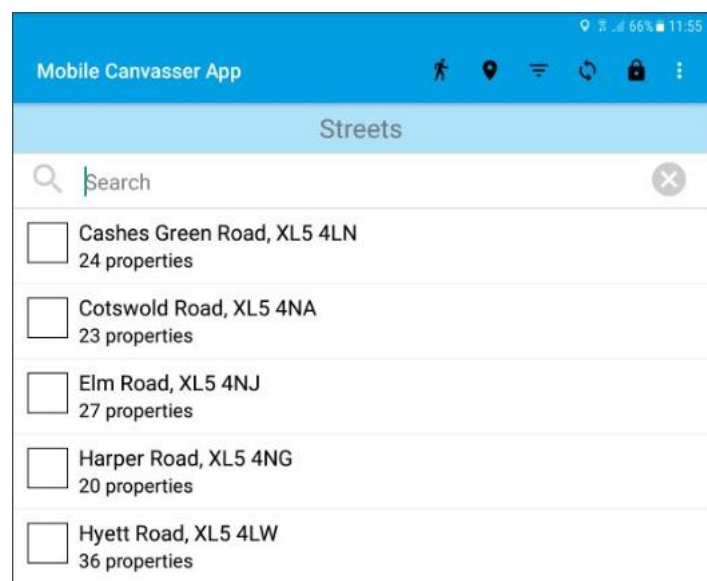 66% 11:55
Mobile Canvasser App
Streets
Search
Cashes Green Road, XL5 4LN
24 properties
Cotswold Road, XL5 4NA
23 properties
Elm Road, XL5 4NJ
27 properties
Harper Road, XL5 4NG
20 properties
Hyett Road, XL5 4LW
36 properties